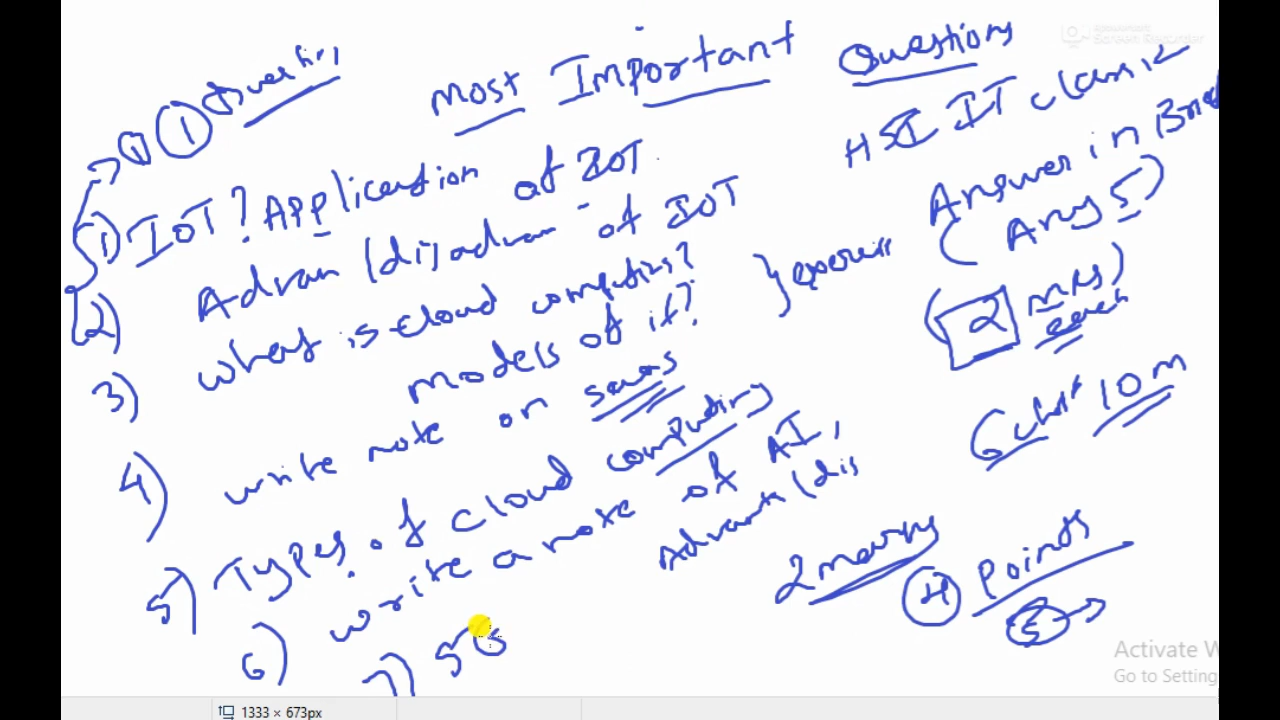 Most Important Questions
1
HSC IT class 12
Answer in Brief
(Any 5)
(2 mks)
each
10 m
1) IOT? Application of IOT
2) Advan/(dis)advan of IOT
3) what is cloud computing?
models of it?
4) write note on
5) Types of cloud computing
6) write a note of AI,
Advant/(dis
7) 5G
2 marks
4 Points
5
Activate W
Go to Setting
1333 × 673px